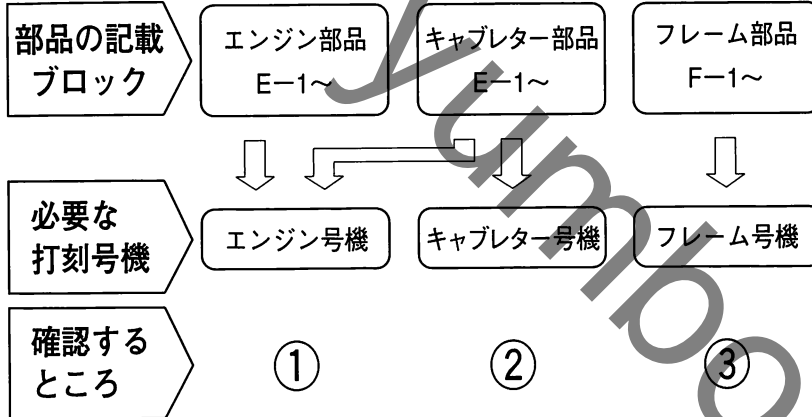 部品の記載
ブロック
エンジン部品
E－1～
キャブレター部品
E－1～
フレーム部品
F－1～
必要な
打刻号機
エンジン号機
キャブレター号機
フレーム号機
確認する
ところ
①
②
③
yumbo